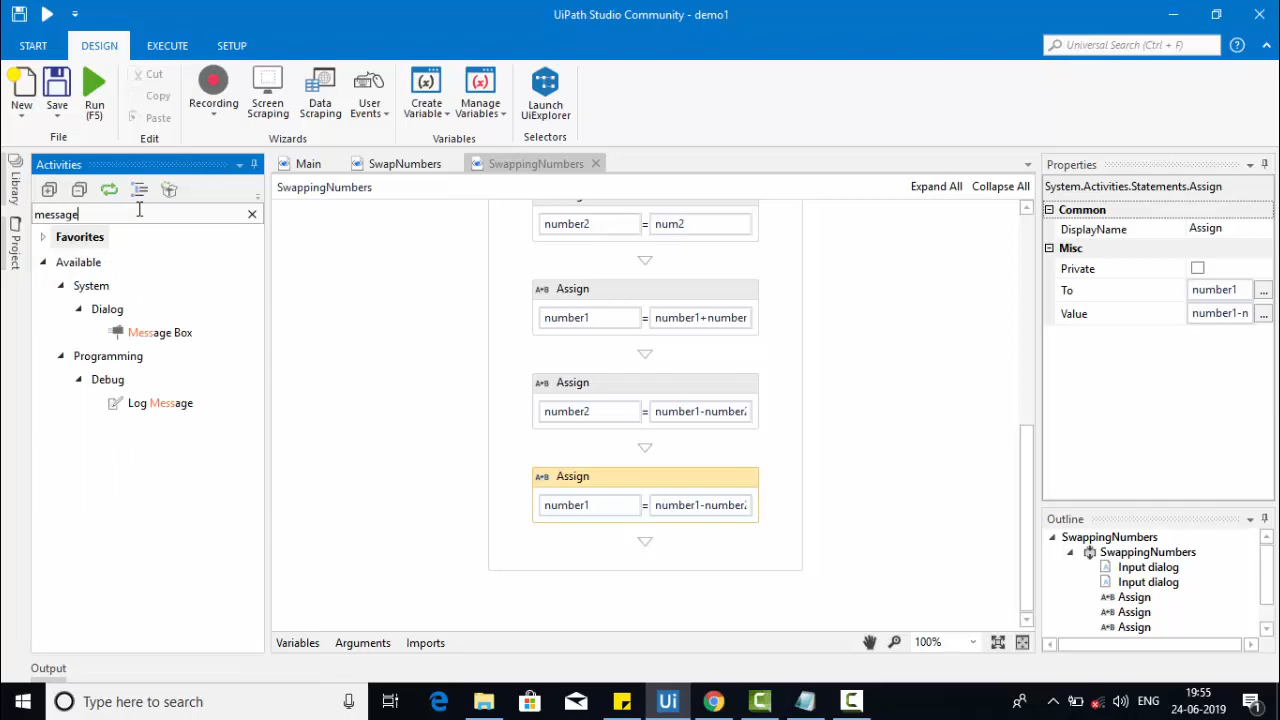 UiPath Studio Community - demo1
START DESIGN EXECUTE SETUP
Universal Search (Ctrl + F)
New Save Run (F5)
Cut
Copy
Paste
Recording Screen Scraping Data Scraping User Events
Create Variable Manage Variables Launch UiExplorer
File Edit Wizards Variables Selectors
Activities
Library
Project
message
Favorites
Available
System
Dialog
Message Box
Programming
Debug
Log Message
Main SwapNumbers SwappingNumbers
SwappingNumbers Expand All Collapse All
number2 = num2
Assign
number1 = number1+number
Assign
number2 = number1-number2
Assign
number1 = number1-number2
Variables Arguments Imports 100%
Properties
System.Activities.Statements.Assign
Common
DisplayName Assign
Misc
Private
To number1 ...
Value number1-n ...
Outline
SwappingNumbers
SwappingNumbers
Input dialog
Input dialog
Assign
Assign
Assign
Output
Type here to search
Ui
ENG
19:55
24-06-2019
1